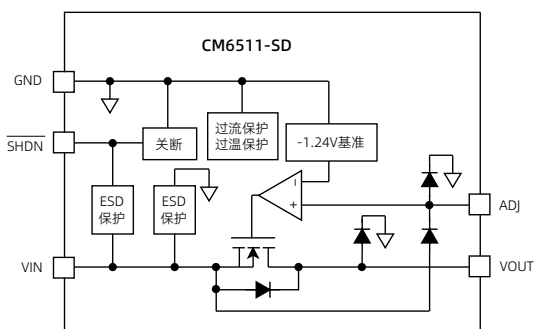 CM6511-SD
GND
SHDN
关断
过流保护
过温保护
-1.24V基准
ESD
保护
ESD
保护
−
+
ADJ
VIN
VOUT